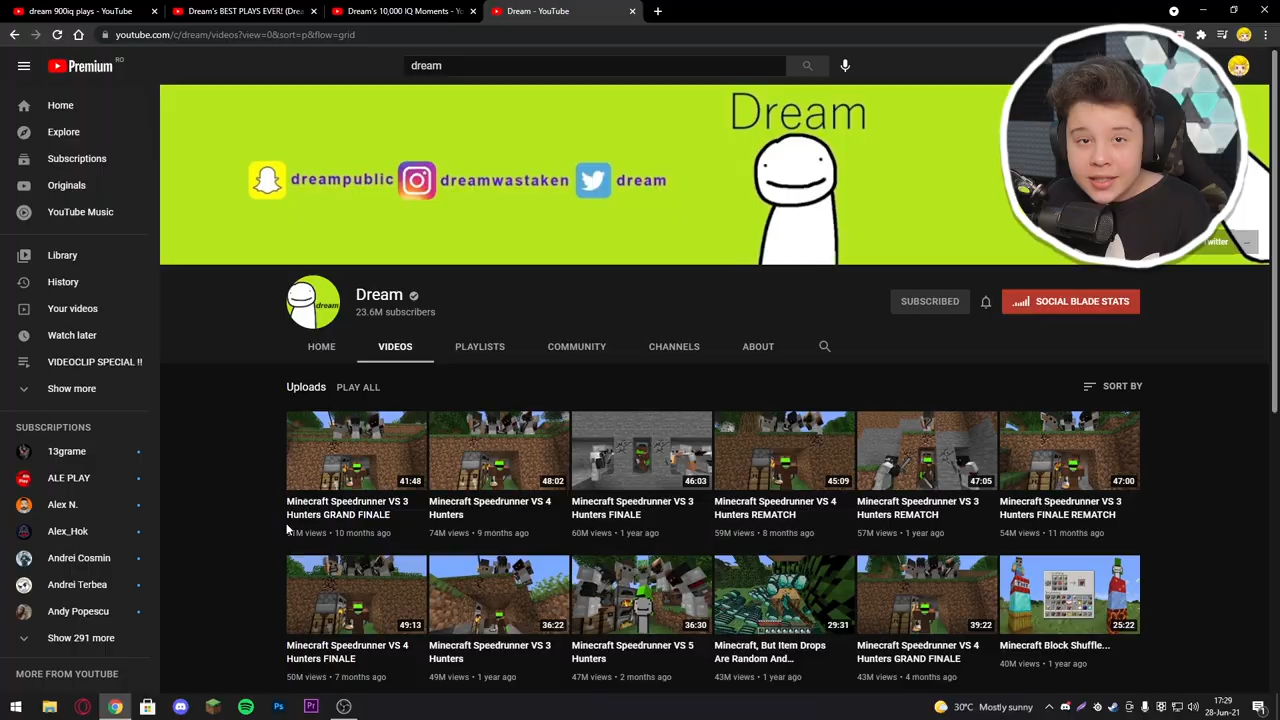 dream 900iq plays - YouTube
Dream's BEST PLAYS EVER! (Drea
Dream's 10,000 IQ Moments - Yo
Dream - YouTube
youtube.com/c/dream/videos?view=0&sort=p&flow=grid
Premium RO
dream
Home
Explore
Subscriptions
Originals
YouTube Music
Library
History
Your videos
Watch later
VIDEOCLIP SPECIAL !!
Show more
SUBSCRIPTIONS
13grame
ALE PLAY
Alex N.
Alex_Hok
Andrei Cosmin
Andrei Terbea
Andy Popescu
Show 291 more
MORE FROM YOUTUBE
Dream
dreampublic dreamwastaken dream
Twitter
dream
Dream
23.6M subscribers
SUBSCRIBED
SOCIAL BLADE STATS
HOME VIDEOS PLAYLISTS COMMUNITY CHANNELS ABOUT
Uploads PLAY ALL
SORT BY
41:48 48:02 46:03 45:09 47:05 47:00
Minecraft Speedrunner VS 3
Hunters GRAND FINALE
1M views • 10 months ago
Minecraft Speedrunner VS 4
Hunters
74M views • 9 months ago
Minecraft Speedrunner VS 3
Hunters FINALE
60M views • 1 year ago
Minecraft Speedrunner VS 4
Hunters REMATCH
59M views • 8 months ago
Minecraft Speedrunner VS 3
Hunters REMATCH
57M views • 1 year ago
Minecraft Speedrunner VS 3
Hunters FINALE REMATCH
54M views • 11 months ago
49:13 36:22 36:30 29:31 39:22 25:22
Minecraft Speedrunner VS 4
Hunters FINALE
50M views • 7 months ago
Minecraft Speedrunner VS 3
Hunters
49M views • 1 year ago
Minecraft Speedrunner VS 5
Hunters
47M views • 2 months ago
Minecraft, But Item Drops
Are Random And...
43M views • 1 year ago
Minecraft Speedrunner VS 4
Hunters GRAND FINALE
43M views • 4 months ago
Minecraft Block Shuffle...
40M views • 1 year ago
Ps
Pr
30°C Mostly sunny
17:29
28-Jun-21